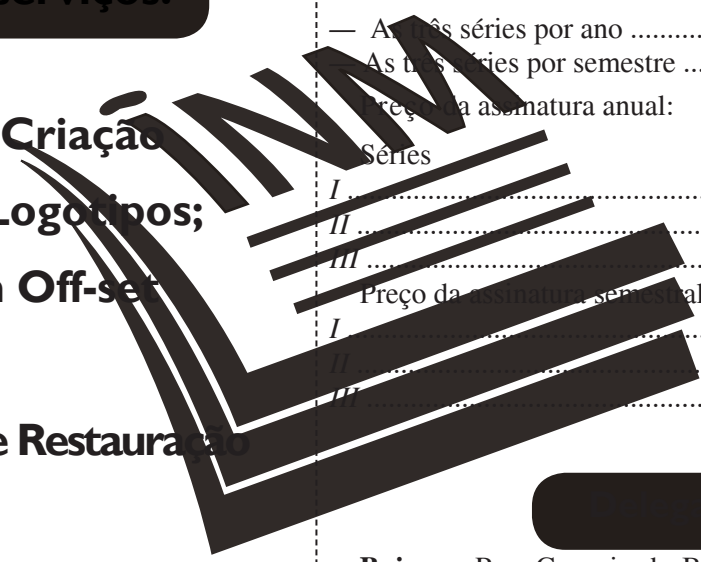 serviços:
Criação
Logotipos;
Off-set
e Restauração
INM
— As três séries por ano ..........
— As três séries por semestre ...
Preço da assinatura anual:
Séries
I ..........................................................
II ........................................................
III ......................................................
Preço da assinatura semestral
I ..........................................................
II ........................................................
III ......................................................